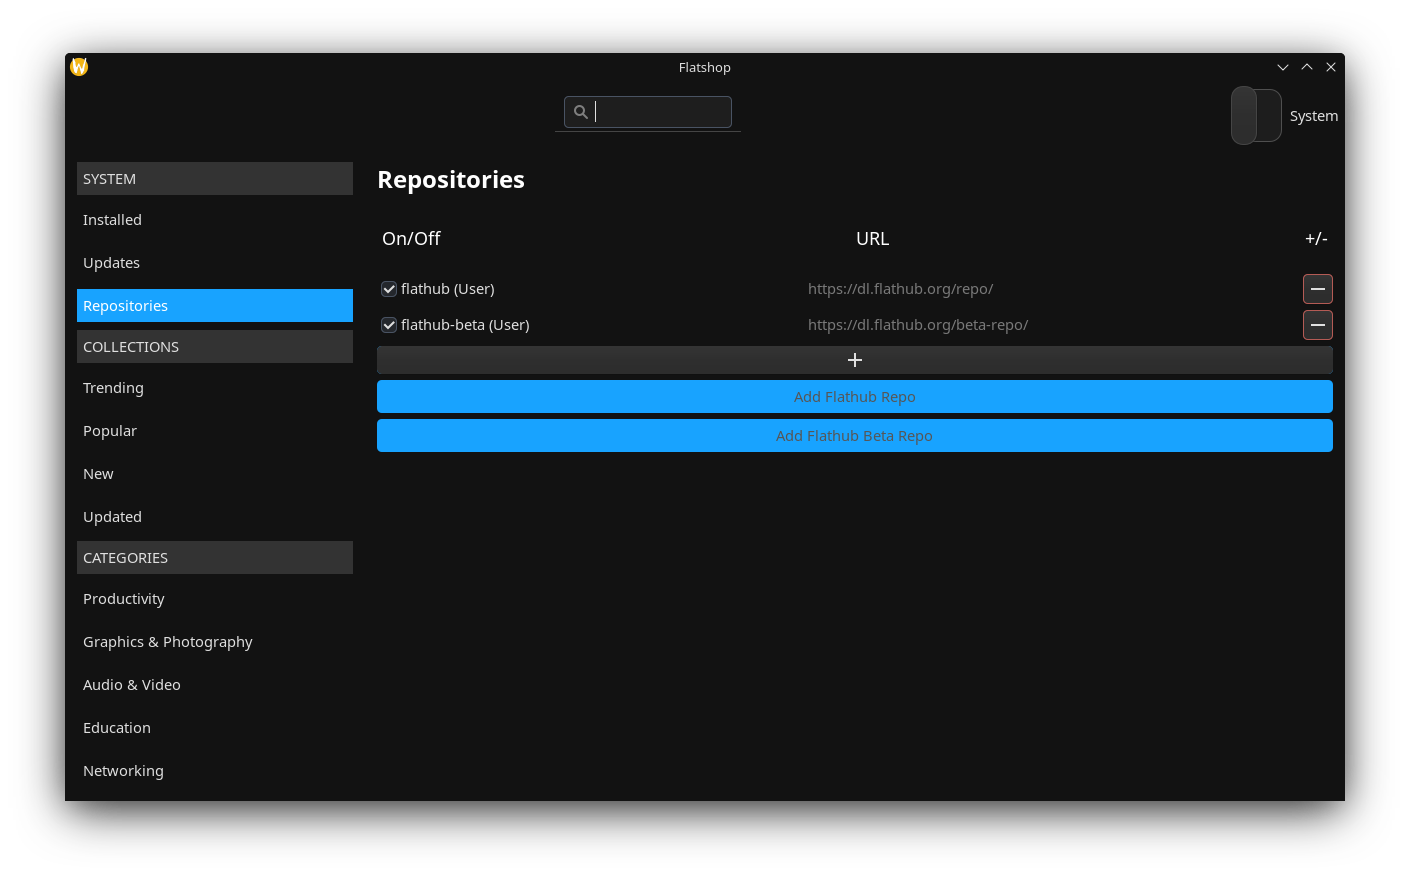 Flatshop
System
SYSTEM
Installed
Updates
Repositories
COLLECTIONS
Trending
Popular
New
Updated
CATEGORIES
Productivity
Graphics & Photography
Audio & Video
Education
Networking
Repositories
On/Off URL +/-
flathub (User) https://dl.flathub.org/repo/
flathub-beta (User) https://dl.flathub.org/beta-repo/
Add Flathub Repo
Add Flathub Beta Repo